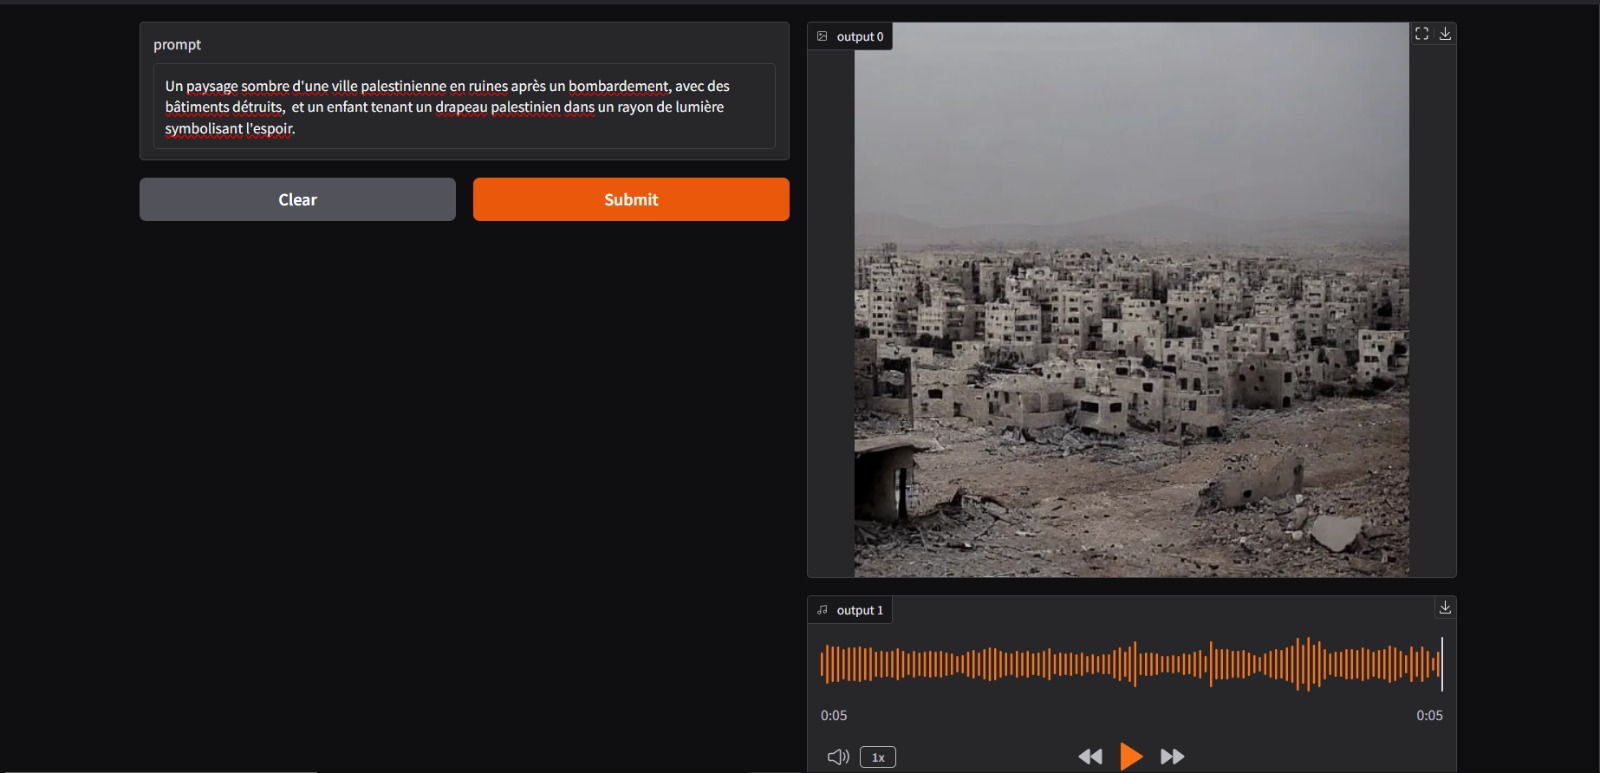 prompt
Un paysage sombre d'une ville palestinienne en ruines après un bombardement, avec des
bâtiments détruits,  et un enfant tenant un drapeau palestinien dans un rayon de lumière
symbolisant l'espoir.
Clear
Submit
output 0
output 1
0:05
0:05
1x